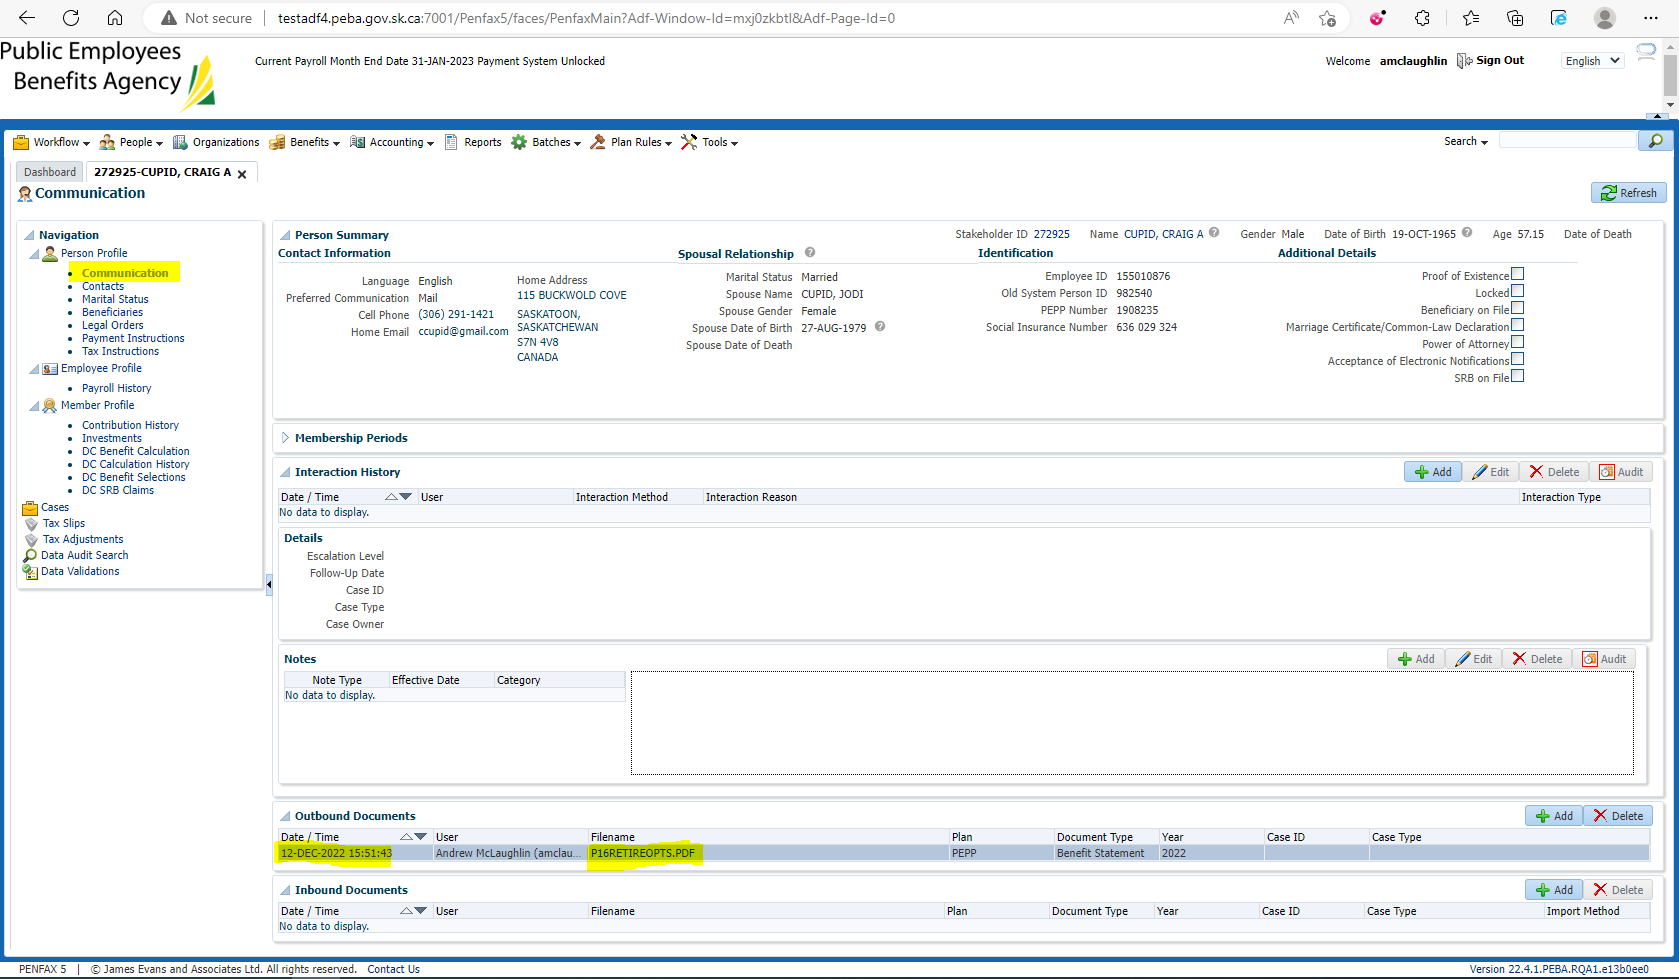 Not secure | testadf4.peba.gov.sk.ca:7001/Penfax5/faces/PenfaxMain?Adf-Window-Id=mxj0zkbtl&Adf-Page-Id=0
Public Employees
Benefits Agency
Current Payroll Month End Date 31-JAN-2023 Payment System Unlocked
Welcome amclaughlin Sign Out English
Workflow People Organizations Benefits Accounting Reports Batches Plan Rules Tools Search
Dashboard 272925-CUPID, CRAIG A
Communication
Refresh
Navigation
Person Profile
Communication
Contacts
Marital Status
Beneficiaries
Legal Orders
Payment Instructions
Tax Instructions
Employee Profile
Payroll History
Member Profile
Contribution History
Investments
DC Benefit Calculation
DC Calculation History
DC Benefit Selections
DC SRB Claims
Cases
Tax Slips
Tax Adjustments
Data Audit Search
Data Validations
Person Summary
Stakeholder ID 272925 Name CUPID, CRAIG A Gender Male Date of Birth 19-OCT-1965 Age 57.15 Date of Death
Contact Information
Language English
Preferred Communication Mail
Cell Phone (306) 291-1421
Home Email ccupid@gmail.com
Home Address
115 BUCKWOLD COVE
SASKATOON,
SASKATCHEWAN
S7N 4V8
CANADA
Spousal Relationship
Marital Status Married
Spouse Name CUPID, JODI
Spouse Gender Female
Spouse Date of Birth 27-AUG-1979
Spouse Date of Death
Identification
Employee ID 155010876
Old System Person ID 982540
PEPP Number 1908235
Social Insurance Number 636 029 324
Additional Details
Proof of Existence
Locked
Beneficiary on File
Marriage Certificate/Common-Law Declaration
Power of Attorney
Acceptance of Electronic Notifications
SRB on File
Membership Periods
Interaction History
Add Edit Delete Audit
Date / Time User Interaction Method Interaction Reason Interaction Type
No data to display.
Details
Escalation Level
Follow-Up Date
Case ID
Case Type
Case Owner
Notes
Add Edit Delete Audit
Note Type Effective Date Category
No data to display.
Outbound Documents
Add Delete
Date / Time User Filename Plan Document Type Year Case ID Case Type
12-DEC-2022 15:51:43 Andrew McLaughlin (amclau... P16RETIREOPTS.PDF PEPP Benefit Statement 2022
Inbound Documents
Add Delete
Date / Time User Filename Plan Document Type Year Case ID Case Type Import Method
No data to display.
PENFAX 5 | © James Evans and Associates Ltd. All rights reserved. Contact Us
Version 22.4.1.PEBA.RQA1.e13b0ee0